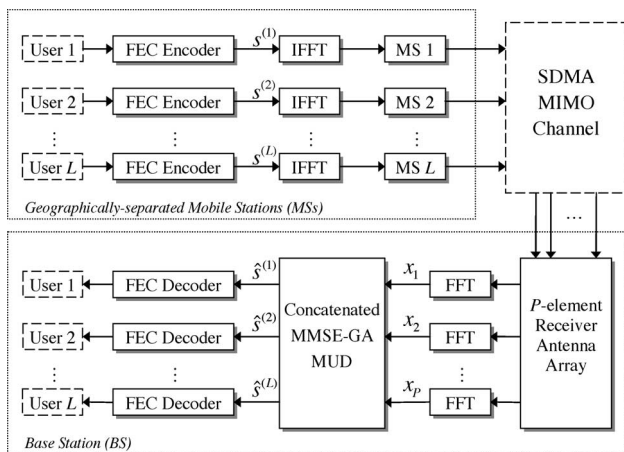 User 1 FEC Encoder s^(1) IFFT MS 1
User 2 FEC Encoder s^(2) IFFT MS 2
⋮ ⋮ ⋮ ⋮
User L FEC Encoder s^(L) IFFT MS L
Geographically-separated Mobile Stations (MSs)
SDMA
MIMO
Channel
...
User 1 FEC Decoder ŝ^(1)
User 2 FEC Decoder ŝ^(2)
⋮ ⋮
User L FEC Decoder ŝ^(L)
Concatenated
MMSE-GA
MUD
x_1 FFT
x_2 FFT
⋮ ⋮
x_P FFT
P-element
Receiver
Antenna
Array
Base Station (BS)